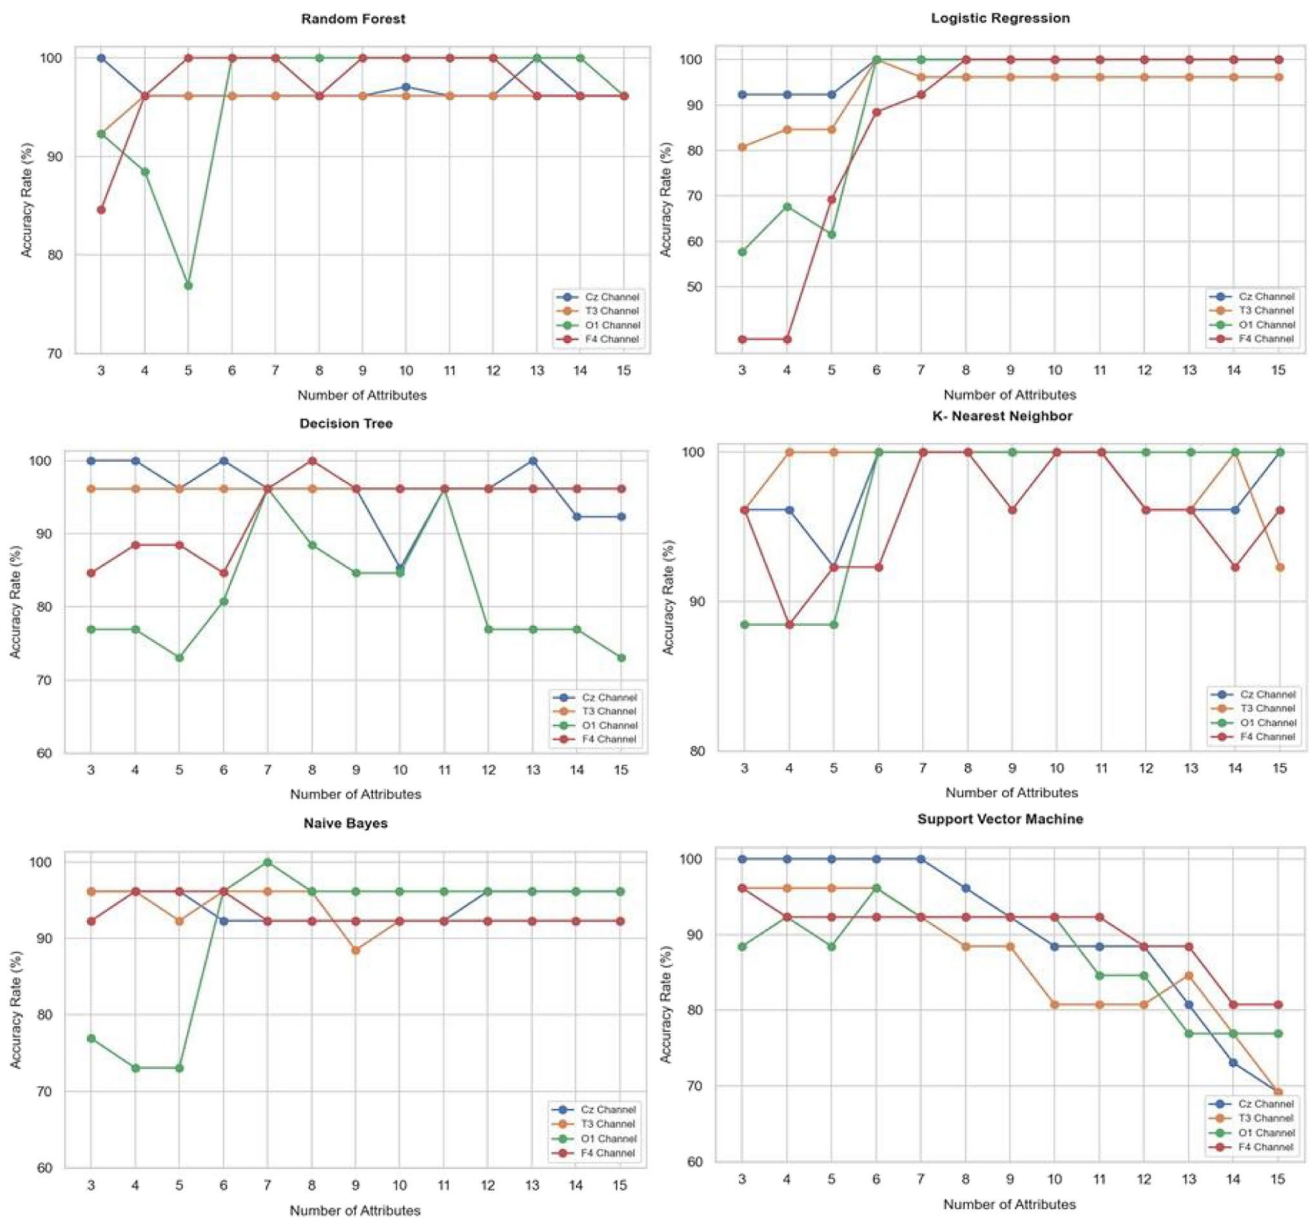 Random Forest
Accuracy Rate (%)
100
90
80
70
3 4 5 6 7 8 9 10 11 12 13 14 15
Number of Attributes
Cz Channel
T3 Channel
O1 Channel
F4 Channel
Logistic Regression
Accuracy Rate (%)
100
90
80
70
60
50
3 4 5 6 7 8 9 10 11 12 13 14 15
Number of Attributes
Cz Channel
T3 Channel
O1 Channel
F4 Channel
Decision Tree
Accuracy Rate (%)
100
90
80
70
60
3 4 5 6 7 8 9 10 11 12 13 14 15
Number of Attributes
Cz Channel
T3 Channel
O1 Channel
F4 Channel
K- Nearest Neighbor
Accuracy Rate (%)
100
90
80
3 4 5 6 7 8 9 10 11 12 13 14 15
Number of Attributes
Cz Channel
T3 Channel
O1 Channel
F4 Channel
Naive Bayes
Accuracy Rate (%)
100
90
80
70
60
3 4 5 6 7 8 9 10 11 12 13 14 15
Number of Attributes
Cz Channel
T3 Channel
O1 Channel
F4 Channel
Support Vector Machine
Accuracy Rate (%)
100
90
80
70
60
3 4 5 6 7 8 9 10 11 12 13 14 15
Number of Attributes
Cz Channel
T3 Channel
O1 Channel
F4 Channel